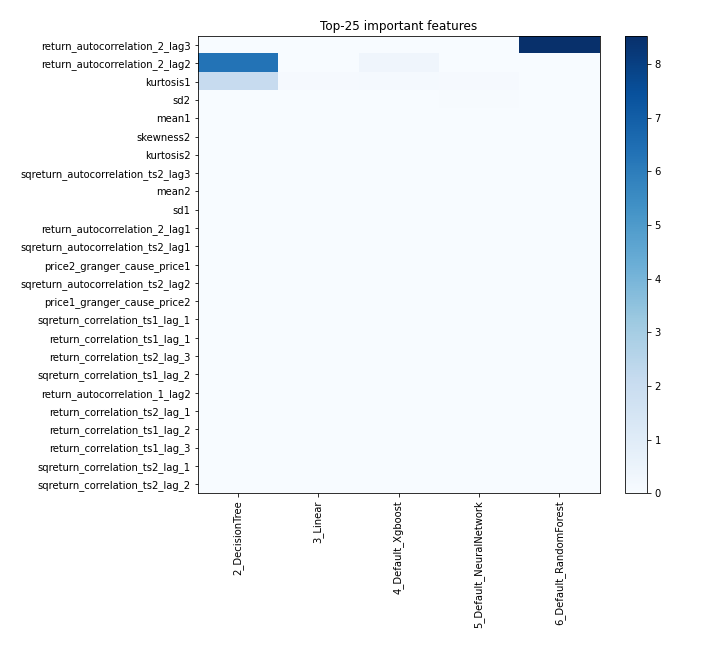 Top-25 important features
return_autocorrelation_2_lag3
return_autocorrelation_2_lag2
kurtosis1
sd2
mean1
skewness2
kurtosis2
sqreturn_autocorrelation_ts2_lag3
mean2
sd1
return_autocorrelation_2_lag1
sqreturn_autocorrelation_ts2_lag1
price2_granger_cause_price1
sqreturn_autocorrelation_ts2_lag2
price1_granger_cause_price2
sqreturn_correlation_ts1_lag_1
return_correlation_ts1_lag_1
return_correlation_ts2_lag_3
sqreturn_correlation_ts1_lag_2
return_autocorrelation_1_lag2
return_correlation_ts2_lag_1
return_correlation_ts1_lag_2
return_correlation_ts1_lag_3
sqreturn_correlation_ts2_lag_1
sqreturn_correlation_ts2_lag_2
2_DecisionTree
3_Linear
4_Default_Xgboost
5_Default_NeuralNetwork
6_Default_RandomForest
8
7
6
5
4
3
2
1
0